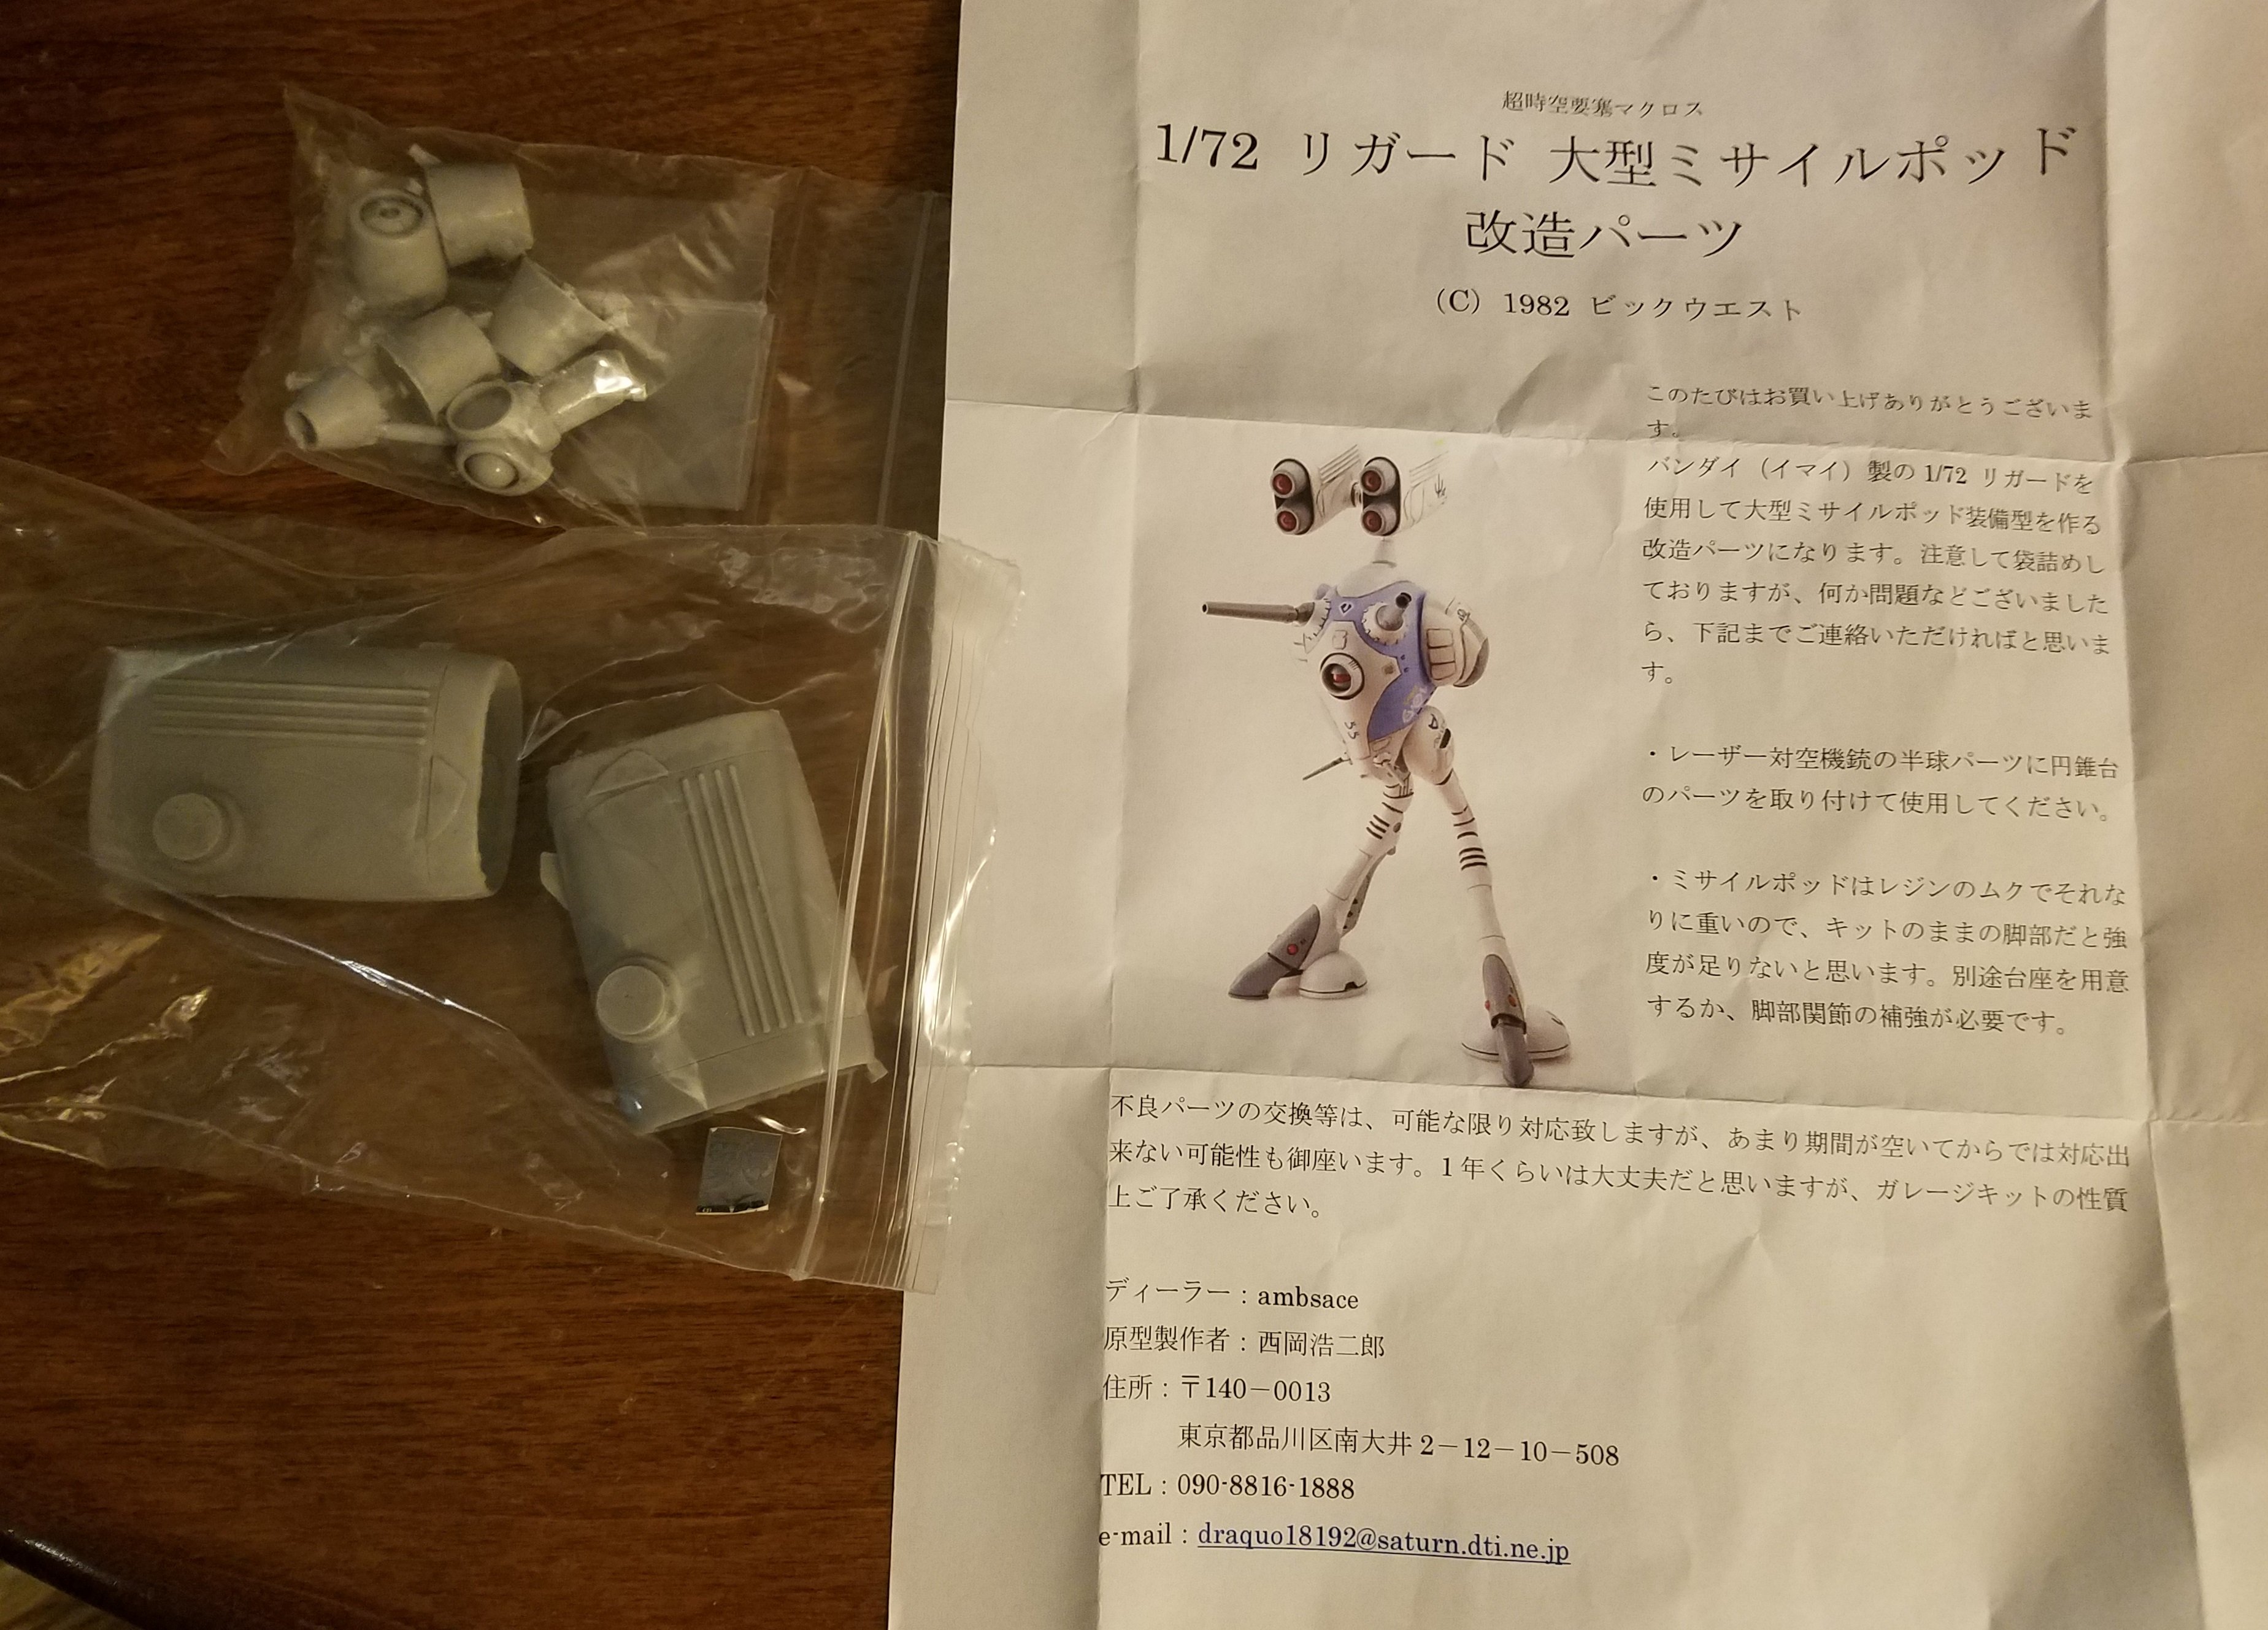 超時空要塞マクロス
1/72 リガード 大型ミサイルポッド
改造パーツ
（C） 1982 ビックウエスト
このたびはお買い上げありがとうございま
す。
バンダイ（イマイ）製の 1/72 リガードを
使用して大型ミサイルポッド装備型を作る
改造パーツになります。注意して袋詰めし
ておりますが、何か問題などございました
ら、下記までご連絡いただければと思いま
す。
・レーザー対空機銃の半球パーツに円錐台
のパーツを取り付けて使用してください。
・ミサイルポッドはレジンのムクでそれな
りに重いので、キットのままの脚部だと強
度が足りないと思います。別途台座を用意
するか、脚部関節の補強が必要です。
55
不良パーツの交換等は、可能な限り対応致しますが、あまり期間が空いてからでは対応出
来ない可能性も御座います。1 年くらいは大丈夫だと思いますが、ガレージキットの性質
上ご了承ください。
ディーラー：ambsace
原型製作者：西岡浩二郎
住所：〒140－0013
東京都品川区南大井 2－12－10－508
TEL：090-8816-1888
e-mail：draquo18192@saturn.dti.ne.jp